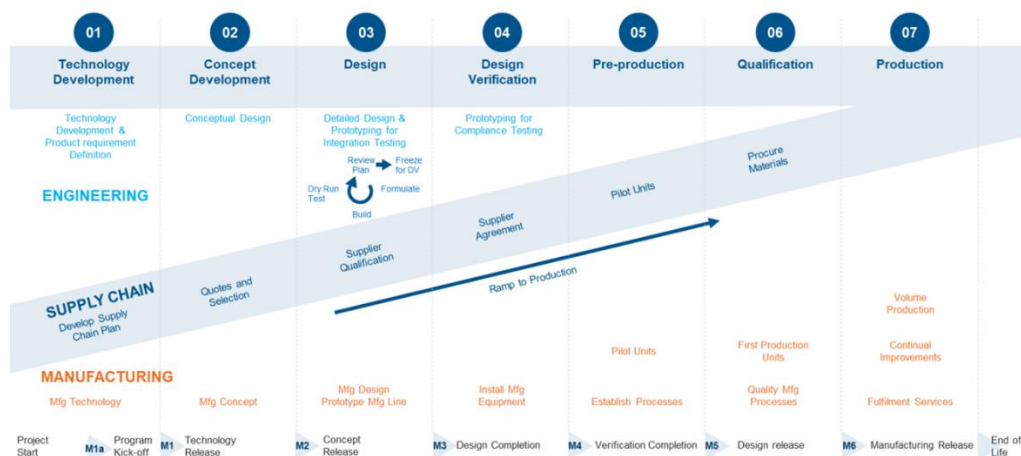 01
02
03
04
05
06
07
Technology
Development
Concept
Development
Design
Design
Verification
Pre-production
Qualification
Production
Technology
Development &
Product requirement
Definition
Conceptual Design
Detailed Design &
Prototyping for
Integration Testing
Prototyping for
Compliance Testing
Review
Plan
Freeze
for DV
Dry Run
Test
Formulate
Build
ENGINEERING
Procure
Materials
Pilot Units
Supplier
Agreement
Supplier
Qualification
Quotes and
Selection
SUPPLY CHAIN
Develop Supply
Chain Plan
Ramp to Production
MANUFACTURING
Mfg Technology
Mfg Concept
Mfg Design
Prototype Mfg Line
Install Mfg
Equipment
Pilot Units
Establish Processes
First Production
Units
Quality Mfg
Processes
Volume
Production
Continual
Improvements
Fulfilment Services
Project
Start
M1a
Program
Kick-off
M1
Technology
Release
M2
Concept
Release
M3
Design Completion
M4
Verification Completion
M5
Design release
M6
Manufacturing Release
End of
Life